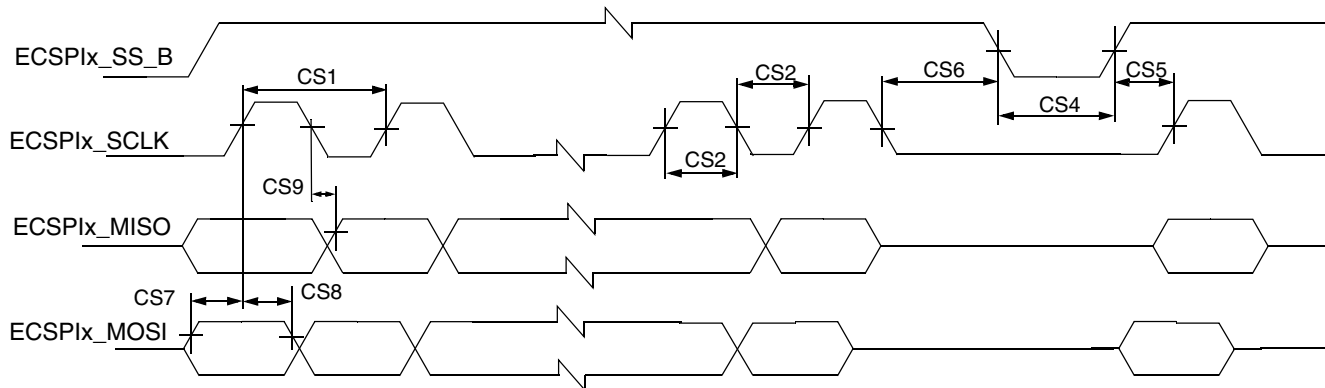 ECSPIx_SS_B
CS1
CS2
CS6
CS5
CS4
ECSPIx_SCLK
CS2
CS9
ECSPIx_MISO
CS7
CS8
ECSPIx_MOSI